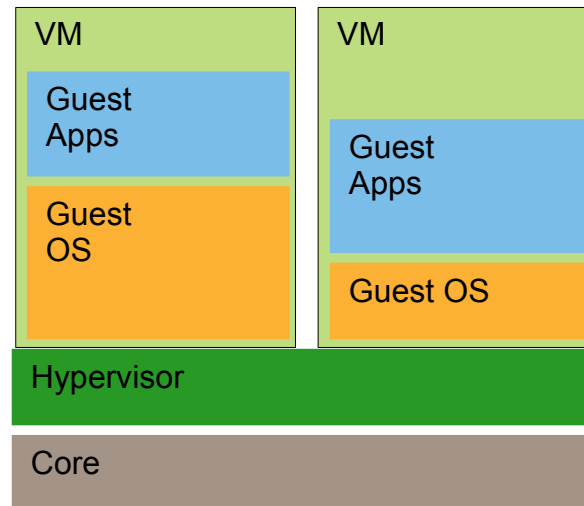 VM
Guest
Apps
Guest
OS
VM
Guest
Apps
Guest OS
Hypervisor
Core